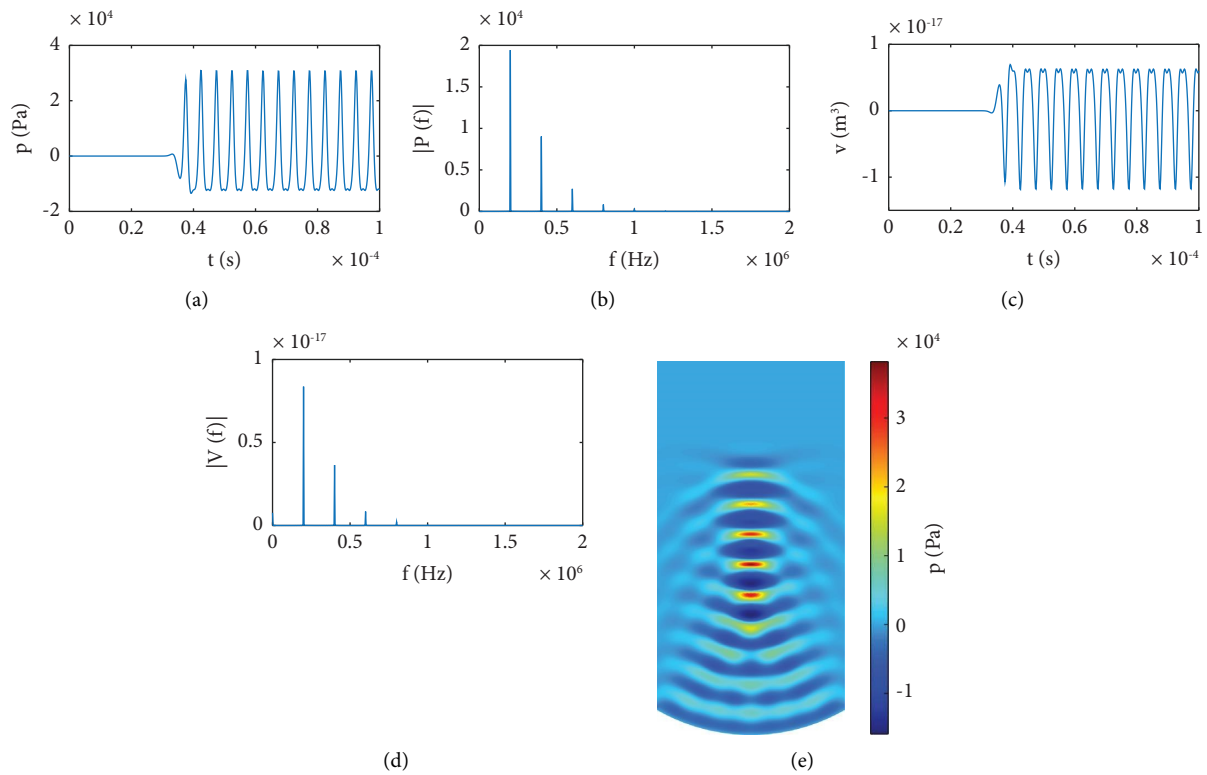 × 10⁴
4
3
2
1
0
-1
-2
p (Pa)
0 0.2 0.4 0.6 0.8 1
t (s) × 10⁻⁴
(a)
× 10⁴
2
1.5
1
0.5
0
|P (f)|
0 0.5 1 1.5 2
f (Hz) × 10⁶
(b)
× 10⁻¹⁷
1
0
-1
v (m³)
0 0.2 0.4 0.6 0.8 1
t (s) × 10⁻⁴
(c)
× 10⁻¹⁷
1
0.5
0
|V (f)|
0 0.5 1 1.5 2
f (Hz) × 10⁶
(d)
× 10⁴
3
2
1
0
-1
p (Pa)
(e)